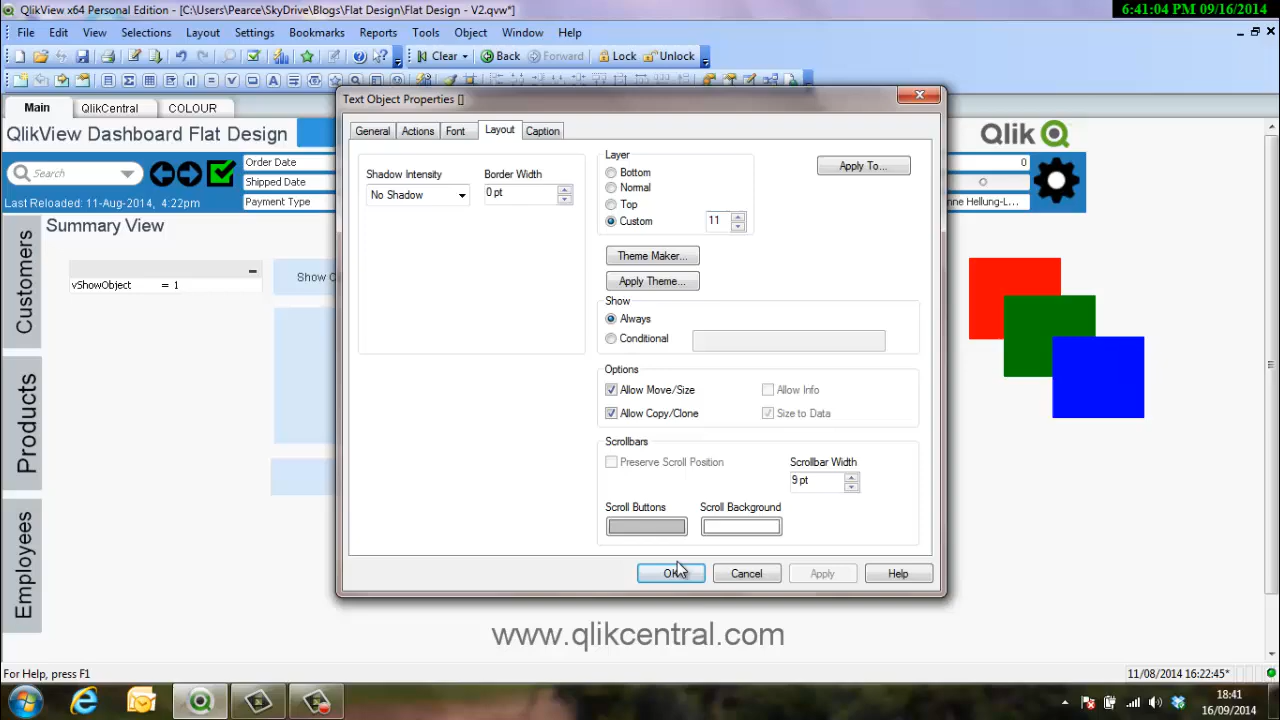 QlikView x64 Personal Edition - [C:\Users\Pearce\SkyDrive\Blogs\Flat Design\Flat Design - V2.qvw*]
6:41:04 PM 09/16/2014
File Edit View Selections Layout Settings Bookmarks Reports Tools Object Window Help
Clear Back Forward Lock Unlock
Main QlikCentral COLOUR
QlikView Dashboard Flat Design
Qlik
Search
Order Date
0
Shipped Date
Last Reloaded: 11-Aug-2014, 4:22pm
Payment Type
nne Hellung-L...
Summary View
Customers
Products
Employees
vShowObject = 1
Text Object Properties []
General Actions Font Layout Caption
Shadow Intensity
No Shadow
Border Width
0 pt
Layer
Bottom
Normal
Top
Custom 11
Apply To...
Theme Maker...
Apply Theme...
Show
Always
Conditional
Options
Allow Move/Size Allow Info
Allow Copy/Clone Size to Data
Scrollbars
Preserve Scroll Position
Scrollbar Width
9 pt
Scroll Buttons Scroll Background
OK Cancel Apply Help
www.qlikcentral.com
For Help, press F1
11/08/2014 16:22:45*
18:41
16/09/2014